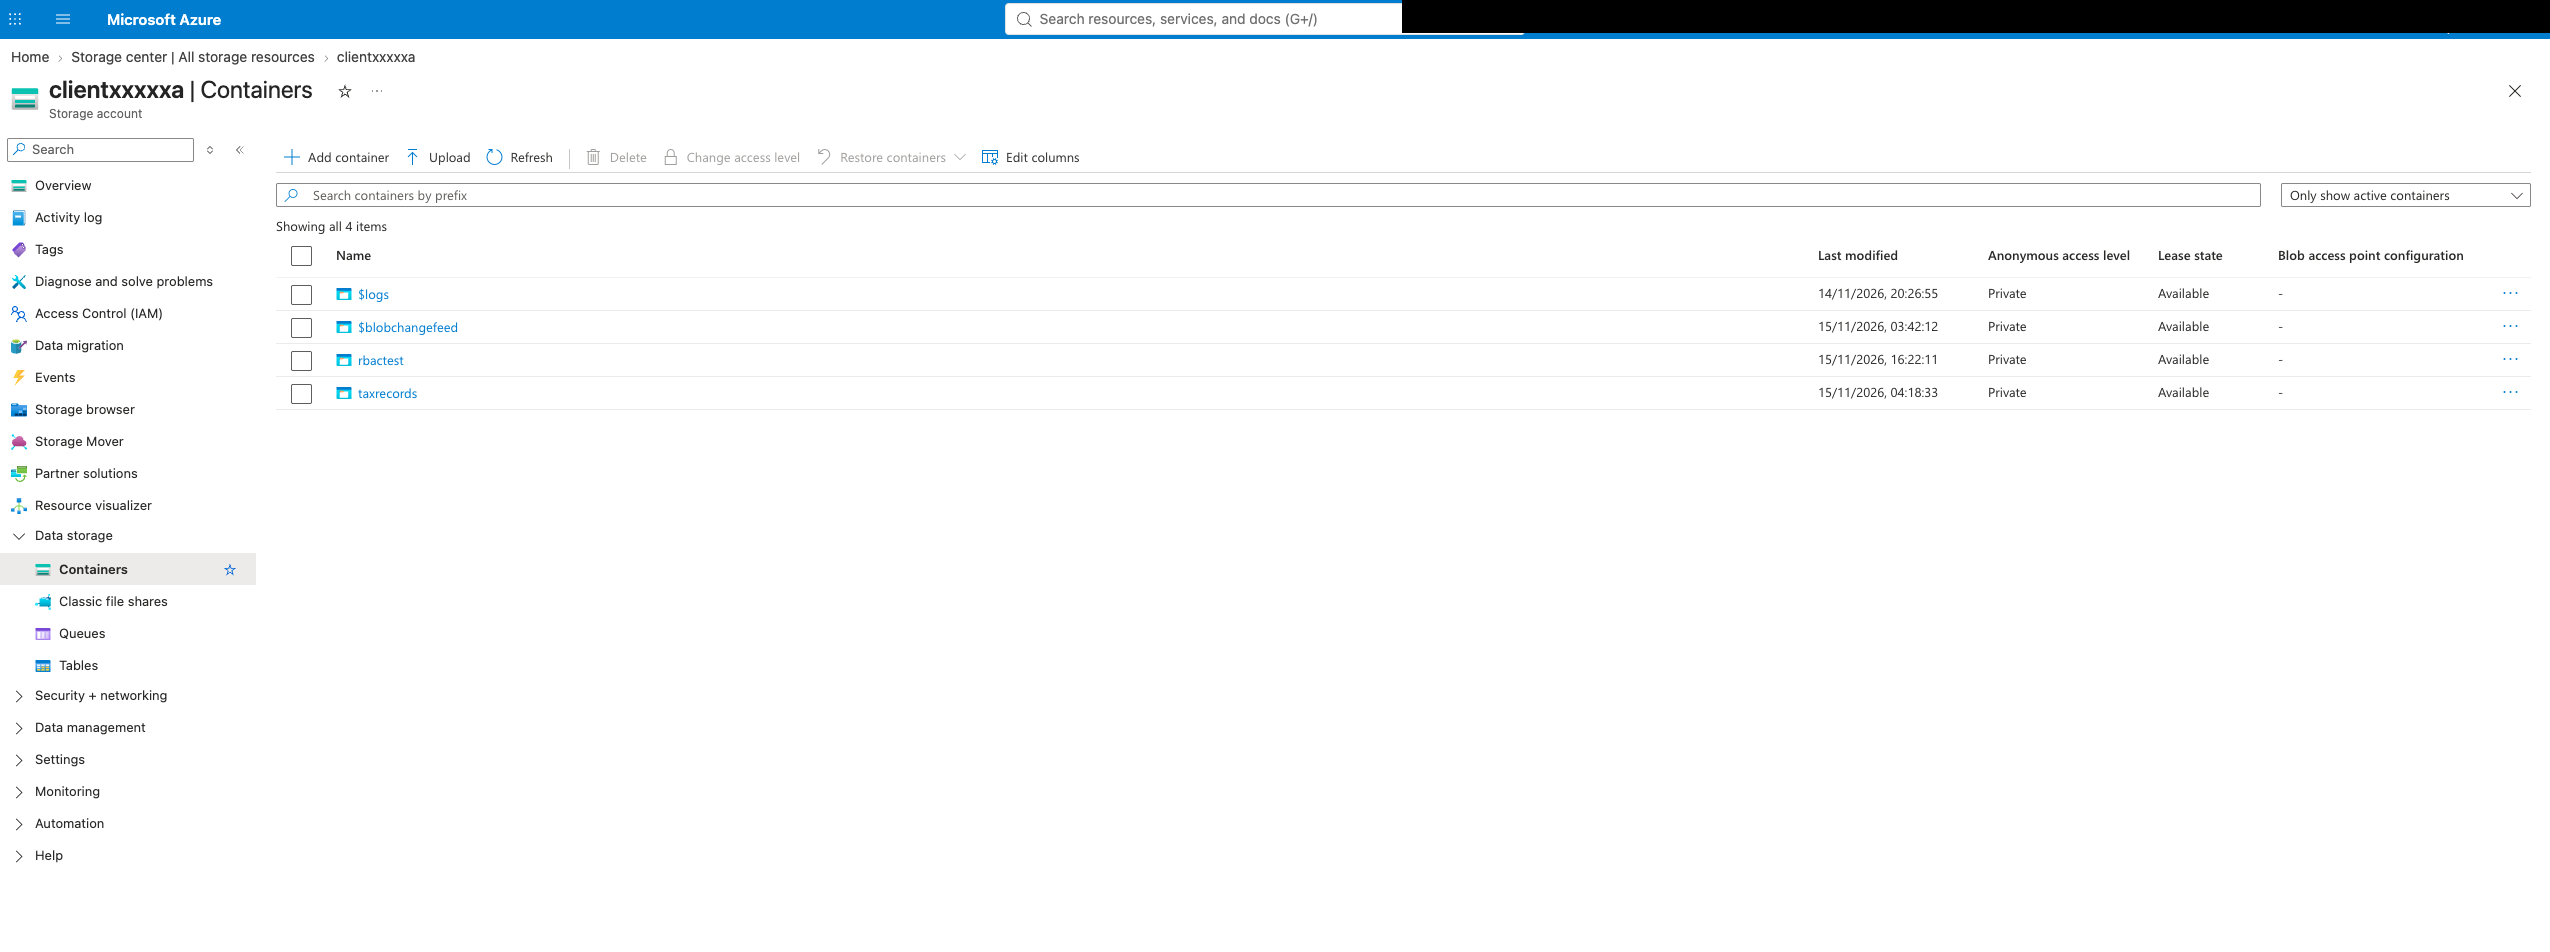 Microsoft Azure
Search resources, services, and docs (G+/)
Home › Storage center | All storage resources › clientxxxxxa
clientxxxxxa | Containers
Storage account
Search
Overview
Activity log
Tags
Diagnose and solve problems
Access Control (IAM)
Data migration
Events
Storage browser
Storage Mover
Partner solutions
Resource visualizer
Data storage
Containers
Classic file shares
Queues
Tables
Security + networking
Data management
Settings
Monitoring
Automation
Help
Add container Upload Refresh Delete Change access level Restore containers Edit columns
Search containers by prefix
Only show active containers
Showing all 4 items
Name Last modified Anonymous access level Lease state Blob access point configuration
$logs 14/11/2026, 20:26:55 Private Available -
$blobchangefeed 15/11/2026, 03:42:12 Private Available -
rbactest 15/11/2026, 16:22:11 Private Available -
taxrecords 15/11/2026, 04:18:33 Private Available -